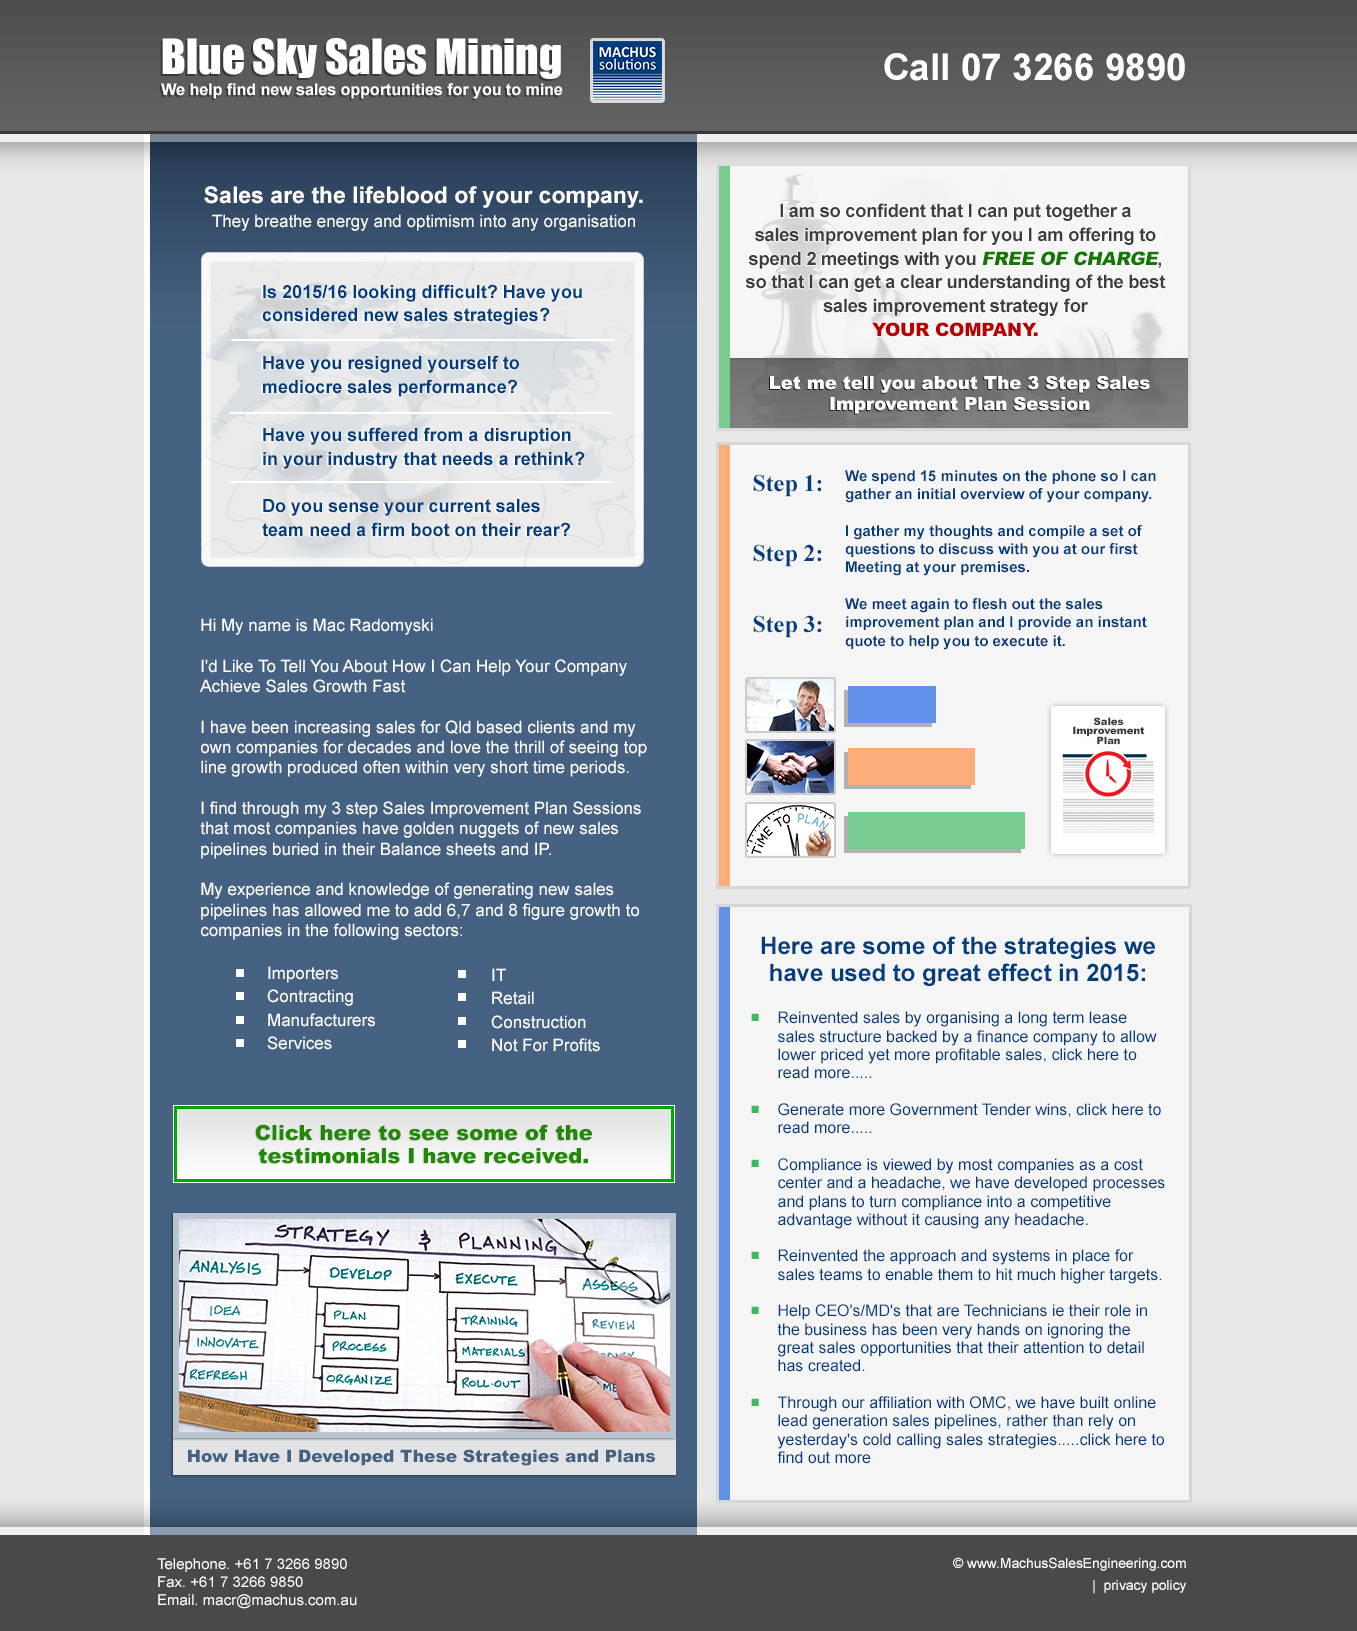 Blue Sky Sales Mining
We help find new sales opportunities for you to mine
MACHUS
solutions
Call 07 3266 9890
Sales are the lifeblood of your company.
They breathe energy and optimism into any organisation
Is 2015/16 looking difficult? Have you
considered new sales strategies?
Have you resigned yourself to
mediocre sales performance?
Have you suffered from a disruption
in your industry that needs a rethink?
Do you sense your current sales
team need a firm boot on their rear?
Hi My name is Mac Radomyski
I'd Like To Tell You About How I Can Help Your Company
Achieve Sales Growth Fast
I have been increasing sales for Qld based clients and my
own companies for decades and love the thrill of seeing top
line growth produced often within very short time periods.
I find through my 3 step Sales Improvement Plan Sessions
that most companies have golden nuggets of new sales
pipelines buried in their Balance sheets and IP.
My experience and knowledge of generating new sales
pipelines has allowed me to add 6,7 and 8 figure growth to
companies in the following sectors:
Importers
Contracting
Manufacturers
Services
IT
Retail
Construction
Not For Profits
Click here to see some of the
testimonials I have received.
STRATEGY & PLANNING
ANALYSIS
DEVELOP
EXECUTE
ASSESS
IDEA
PLAN
TRAINING
REVIEW
INNOVATE
PROCESS
MATERIALS
REFRESH
ORGANIZE
ROLL-OUT
How Have I Developed These Strategies and Plans
I am so confident that I can put together a
sales improvement plan for you I am offering to
spend 2 meetings with you FREE OF CHARGE,
so that I can get a clear understanding of the best
sales improvement strategy for
YOUR COMPANY.
Let me tell you about The 3 Step Sales
Improvement Plan Session
Step 1:
We spend 15 minutes on the phone so I can
gather an initial overview of your company.
Step 2:
I gather my thoughts and compile a set of
questions to discuss with you at our first
Meeting at your premises.
Step 3:
We meet again to flesh out the sales
improvement plan and I provide an instant
quote to help you to execute it.
TIME TO PLAN
Sales
Improvement
Plan
Here are some of the strategies we
have used to great effect in 2015:
Reinvented sales by organising a long term lease
sales structure backed by a finance company to allow
lower priced yet more profitable sales, click here to
read more.....
Generate more Government Tender wins, click here to
read more.....
Compliance is viewed by most companies as a cost
center and a headache, we have developed processes
and plans to turn compliance into a competitive
advantage without it causing any headache.
Reinvented the approach and systems in place for
sales teams to enable them to hit much higher targets.
Help CEO's/MD's that are Technicians ie their role in
the business has been very hands on ignoring the
great sales opportunities that their attention to detail
has created.
Through our affiliation with OMC, we have built online
lead generation sales pipelines, rather than rely on
yesterday's cold calling sales strategies.....click here to
find out more
Telephone. +61 7 3266 9890
Fax. +61 7 3266 9850
Email. macr@machus.com.au
© www.MachusSalesEngineering.com
| privacy policy